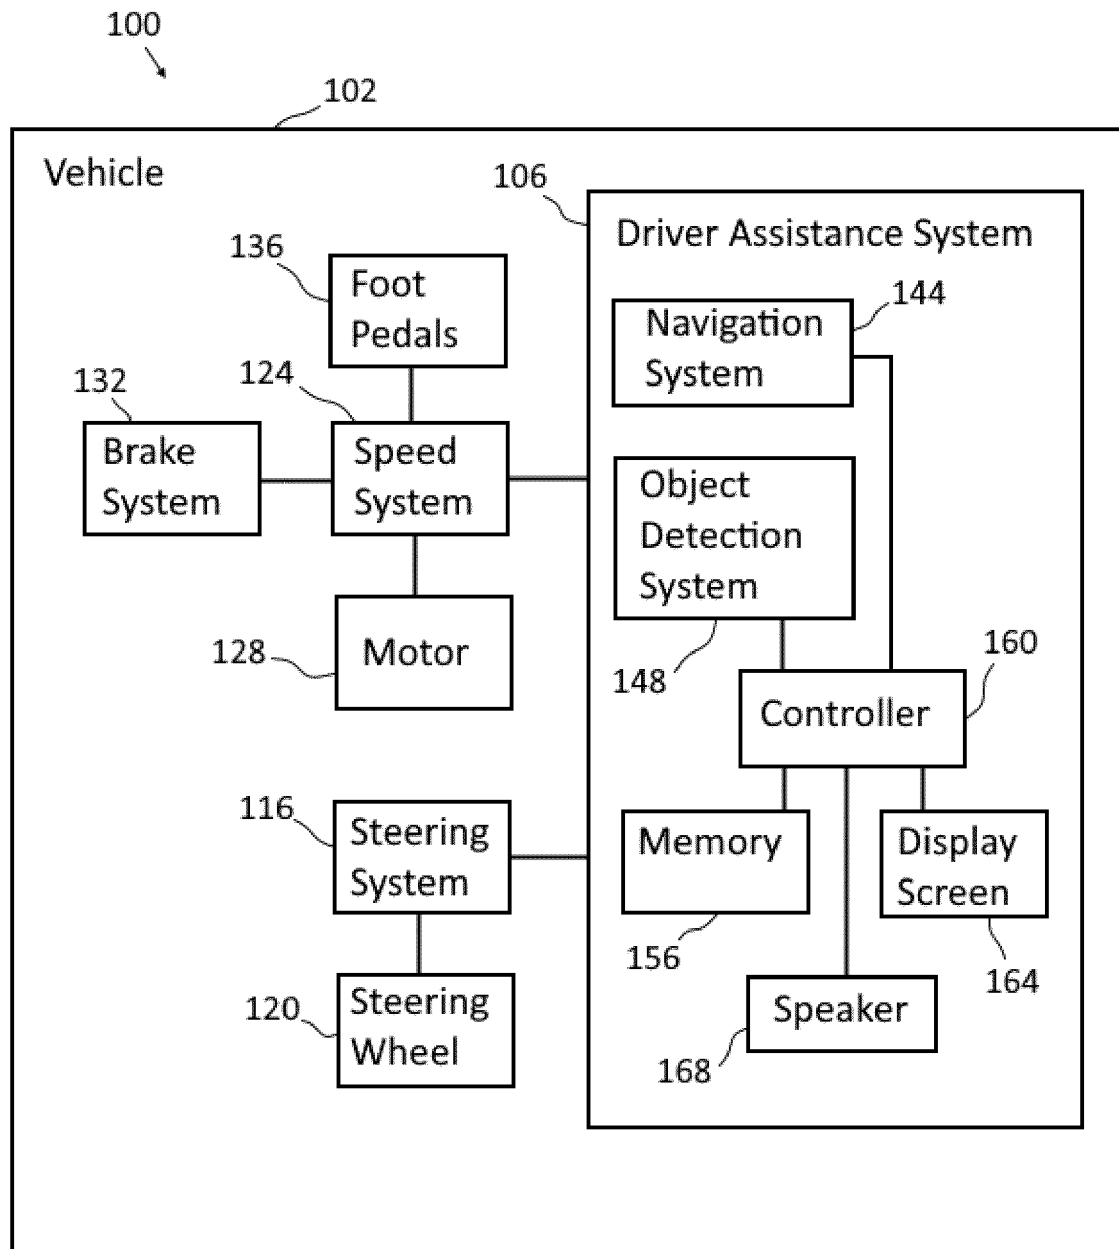 100
102
Vehicle
106
Driver Assistance System
136
Foot
Pedals
144
Navigation
System
132
124
Brake
System
Speed
System
Object
Detection
System
128
Motor
148
160
Controller
116
Steering
System
Memory
Display
Screen
156
164
120
Steering
Wheel
Speaker
168